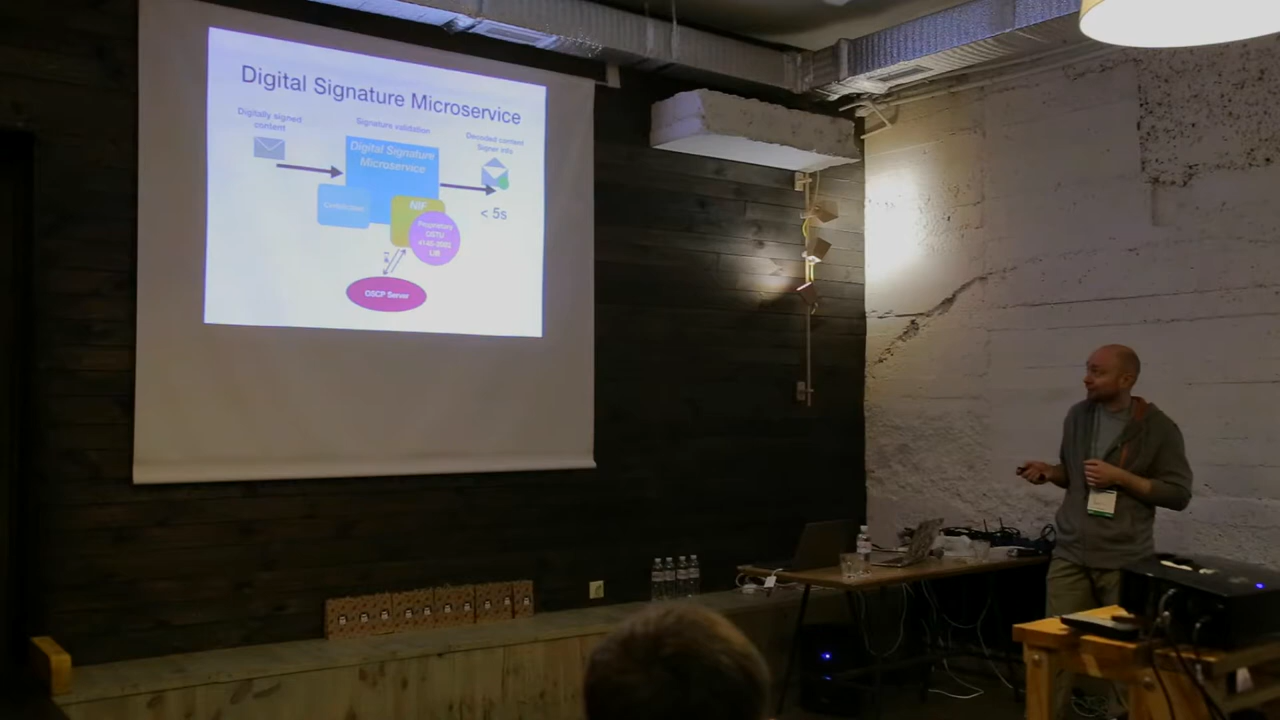 Digital Signature Microservice
Digitally signed
content
Signature validation
Decoded content
Signer info
Digital Signature
Microservice
< 5s
Certificates
NIF
Proprietary
DSTU
4145-2002
LIB
OSCP Server